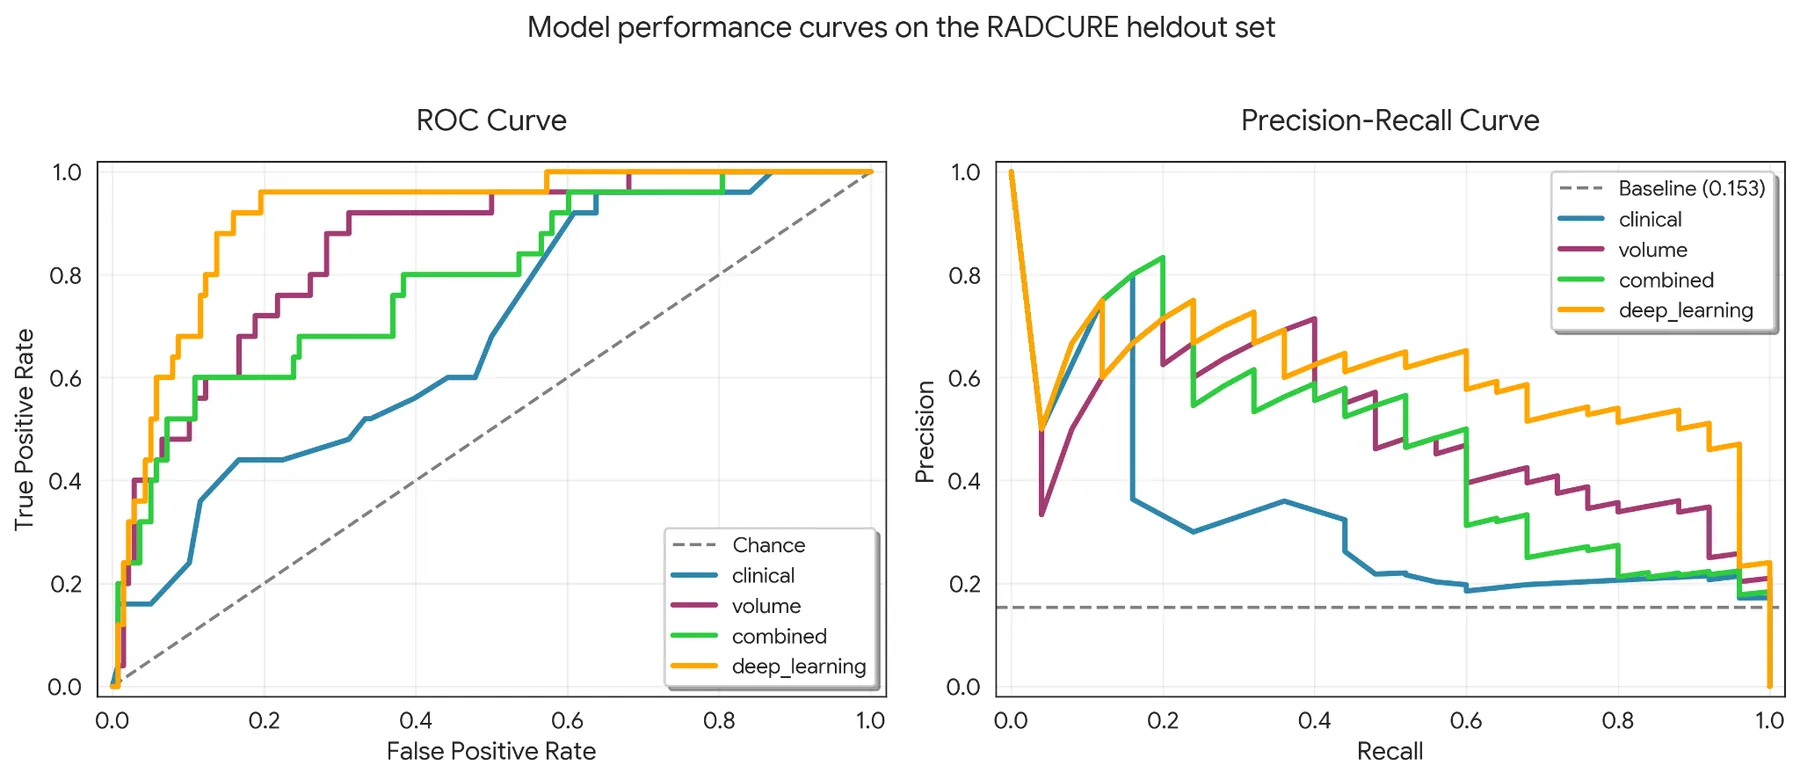 Model performance curves on the RADCURE heldout set
ROC Curve
True Positive Rate
1.0
0.8
0.6
0.4
0.2
0.0
Chance
clinical
volume
combined
deep_learning
0.0 0.2 0.4 0.6 0.8 1.0
False Positive Rate
Precision-Recall Curve
Precision
1.0
0.8
0.6
0.4
0.2
0.0
Baseline (0.153)
clinical
volume
combined
deep_learning
0.0 0.2 0.4 0.6 0.8 1.0
Recall